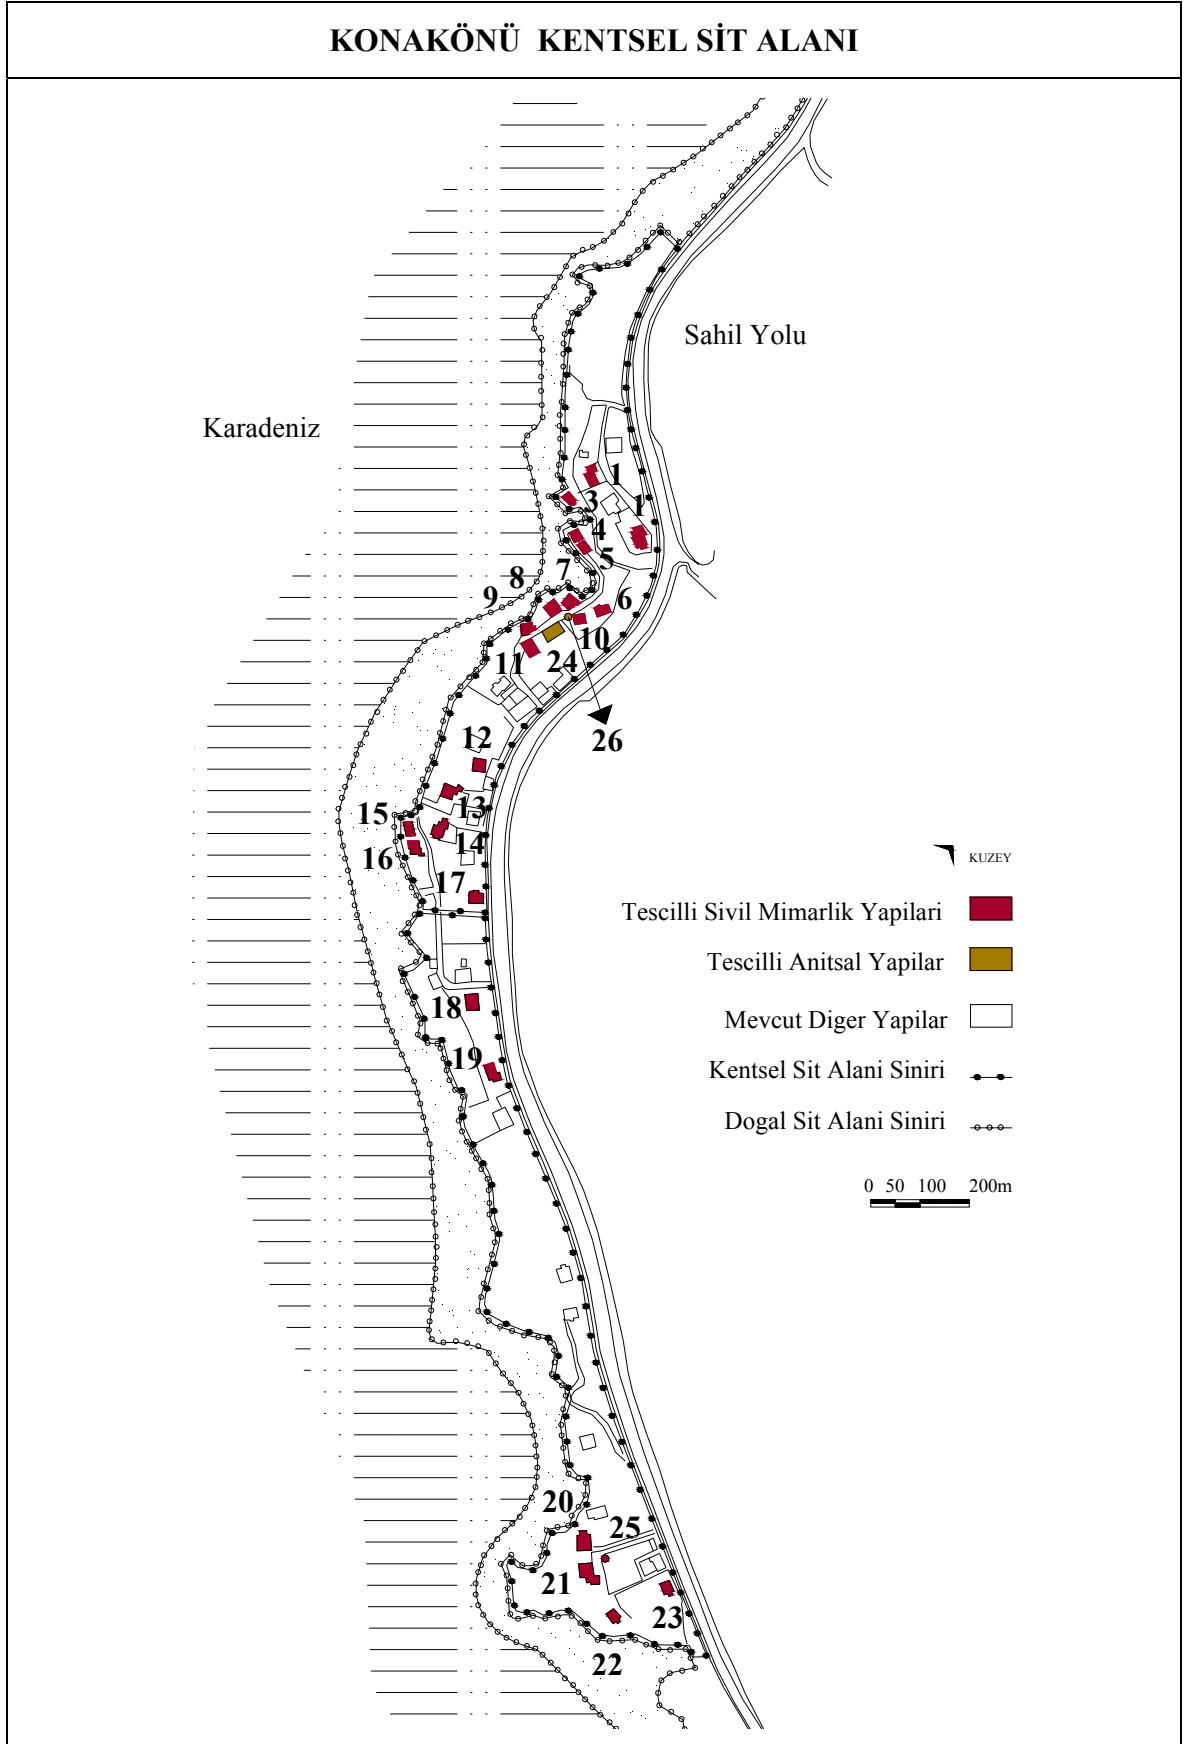 KONAKÖNÜ KENTSEL SİT ALANI
Sahil Yolu
Karadeniz
1
3
1
4
5
7
8
9
6
10
11
24
26
12
13
15
14
16
17
18
19
KUZEY
Tescilli Sivil Mimarlik Yapilari
Tescilli Anitsal Yapilar
Mevcut Diger Yapilar
Kentsel Sit Alani Siniri
Dogal Sit Alani Siniri
0 50 100 200m
20
25
21
23
22